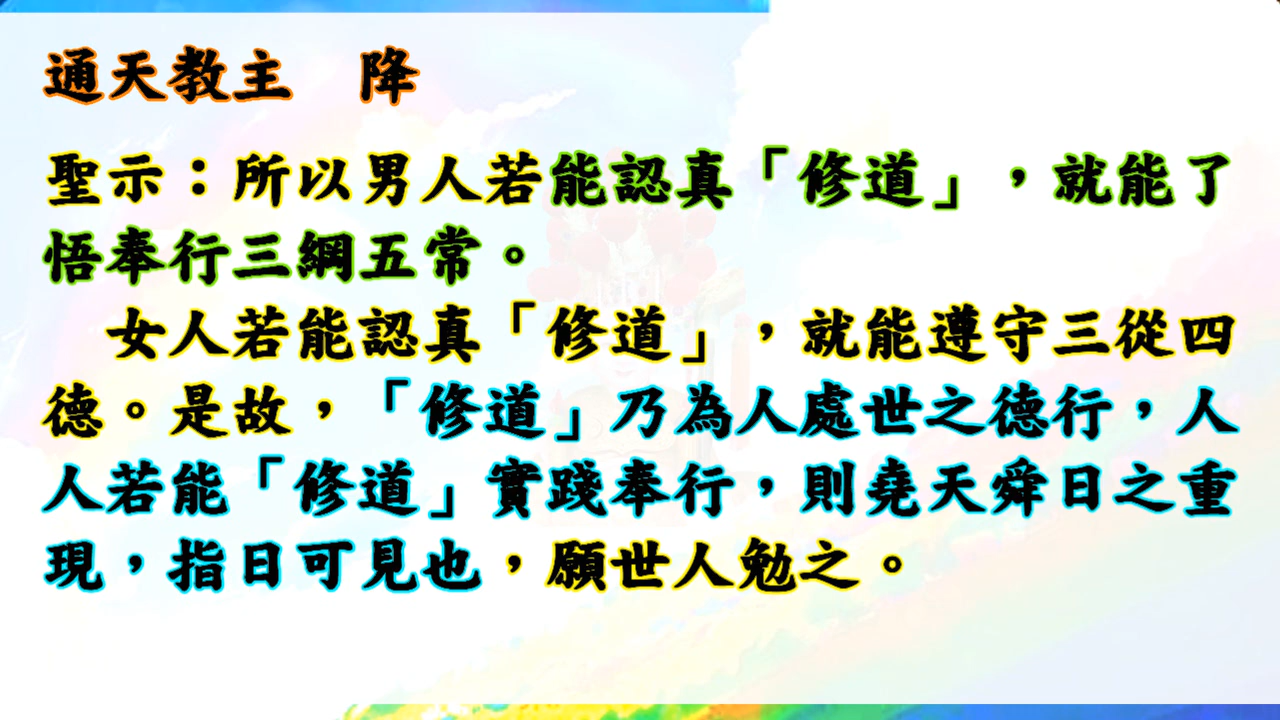 通天教主　降
聖示：所以男人若能認真「修道」，就能了
悟奉行三綱五常。
　女人若能認真「修道」，就能遵守三從四
德。是故，「修道」乃為人處世之德行，人
人若能「修道」實踐奉行，則堯天舜日之重
現，指日可見也，願世人勉之。